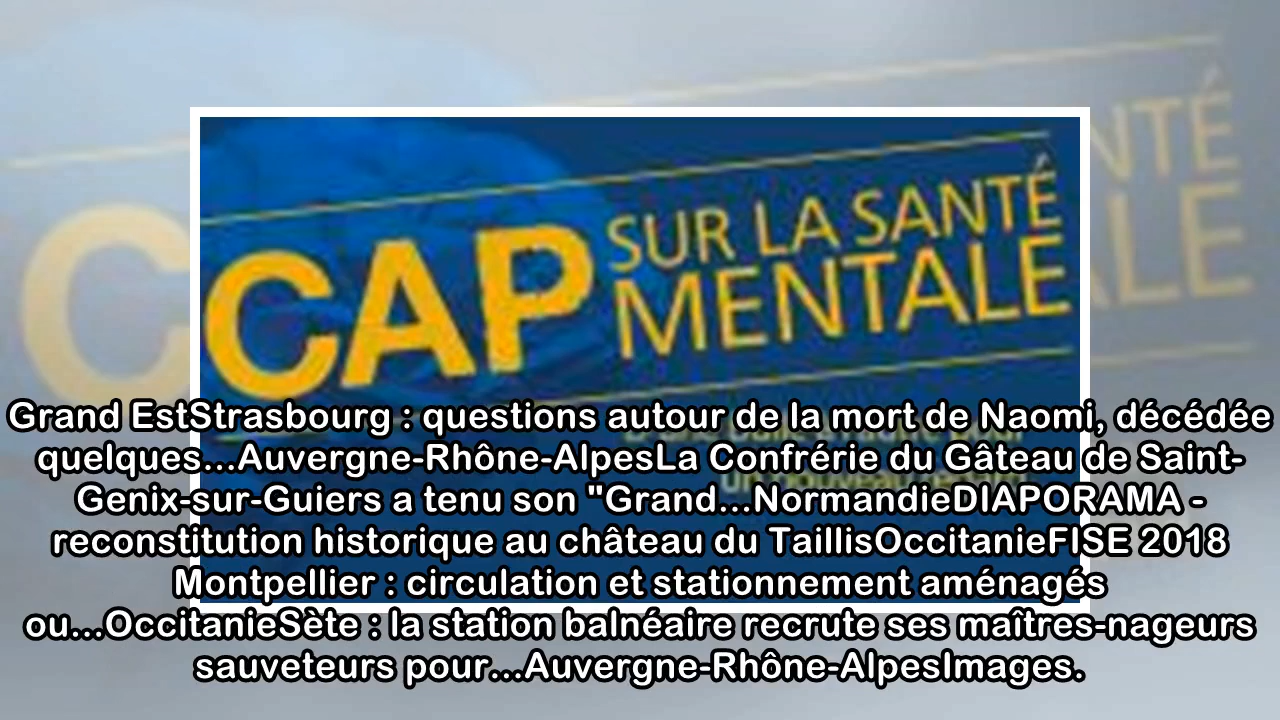 CAP SUR LA SANTÉ
MENTALE
NTÉ
ALE
C
Grand EstStrasbourg : questions autour de la mort de Naomi, décédée
quelques...Auvergne-Rhône-AlpesLa Confrérie du Gâteau de Saint-
Genix-sur-Guiers a tenu son "Grand...NormandieDIAPORAMA -
reconstitution historique au château du TaillisOccitanieFISE 2018
Montpellier : circulation et stationnement aménagés
ou...OccitanieSète : la station balnéaire recrute ses maîtres-nageurs
sauveteurs pour...Auvergne-Rhône-AlpesImages.